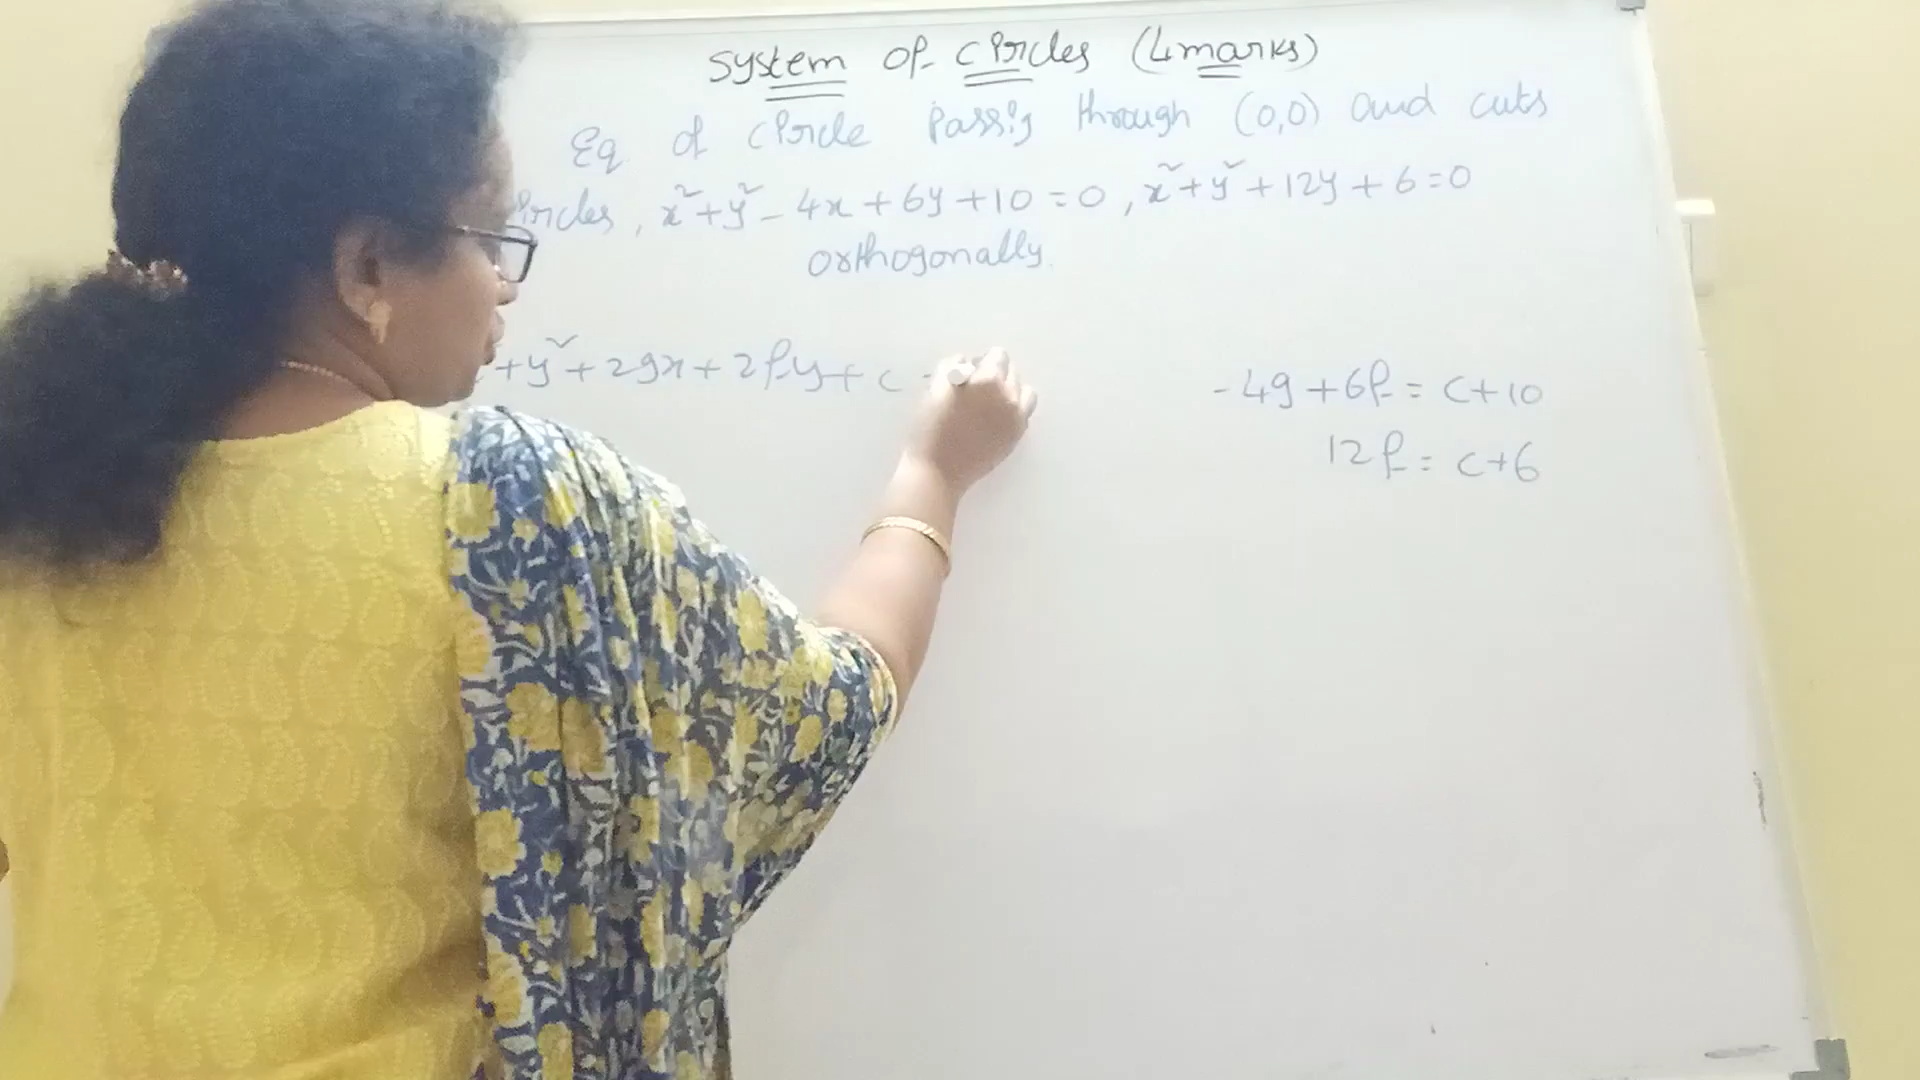 System of Circles (4marks)
Eq of circle Passig through (0,0) and cuts
circles, x²+y²-4x+6y+10=0, x²+y²+12y+6=0
orthogonally.
+y²+2gx+2fy+c
-4g+6f=c+10
12f=c+6